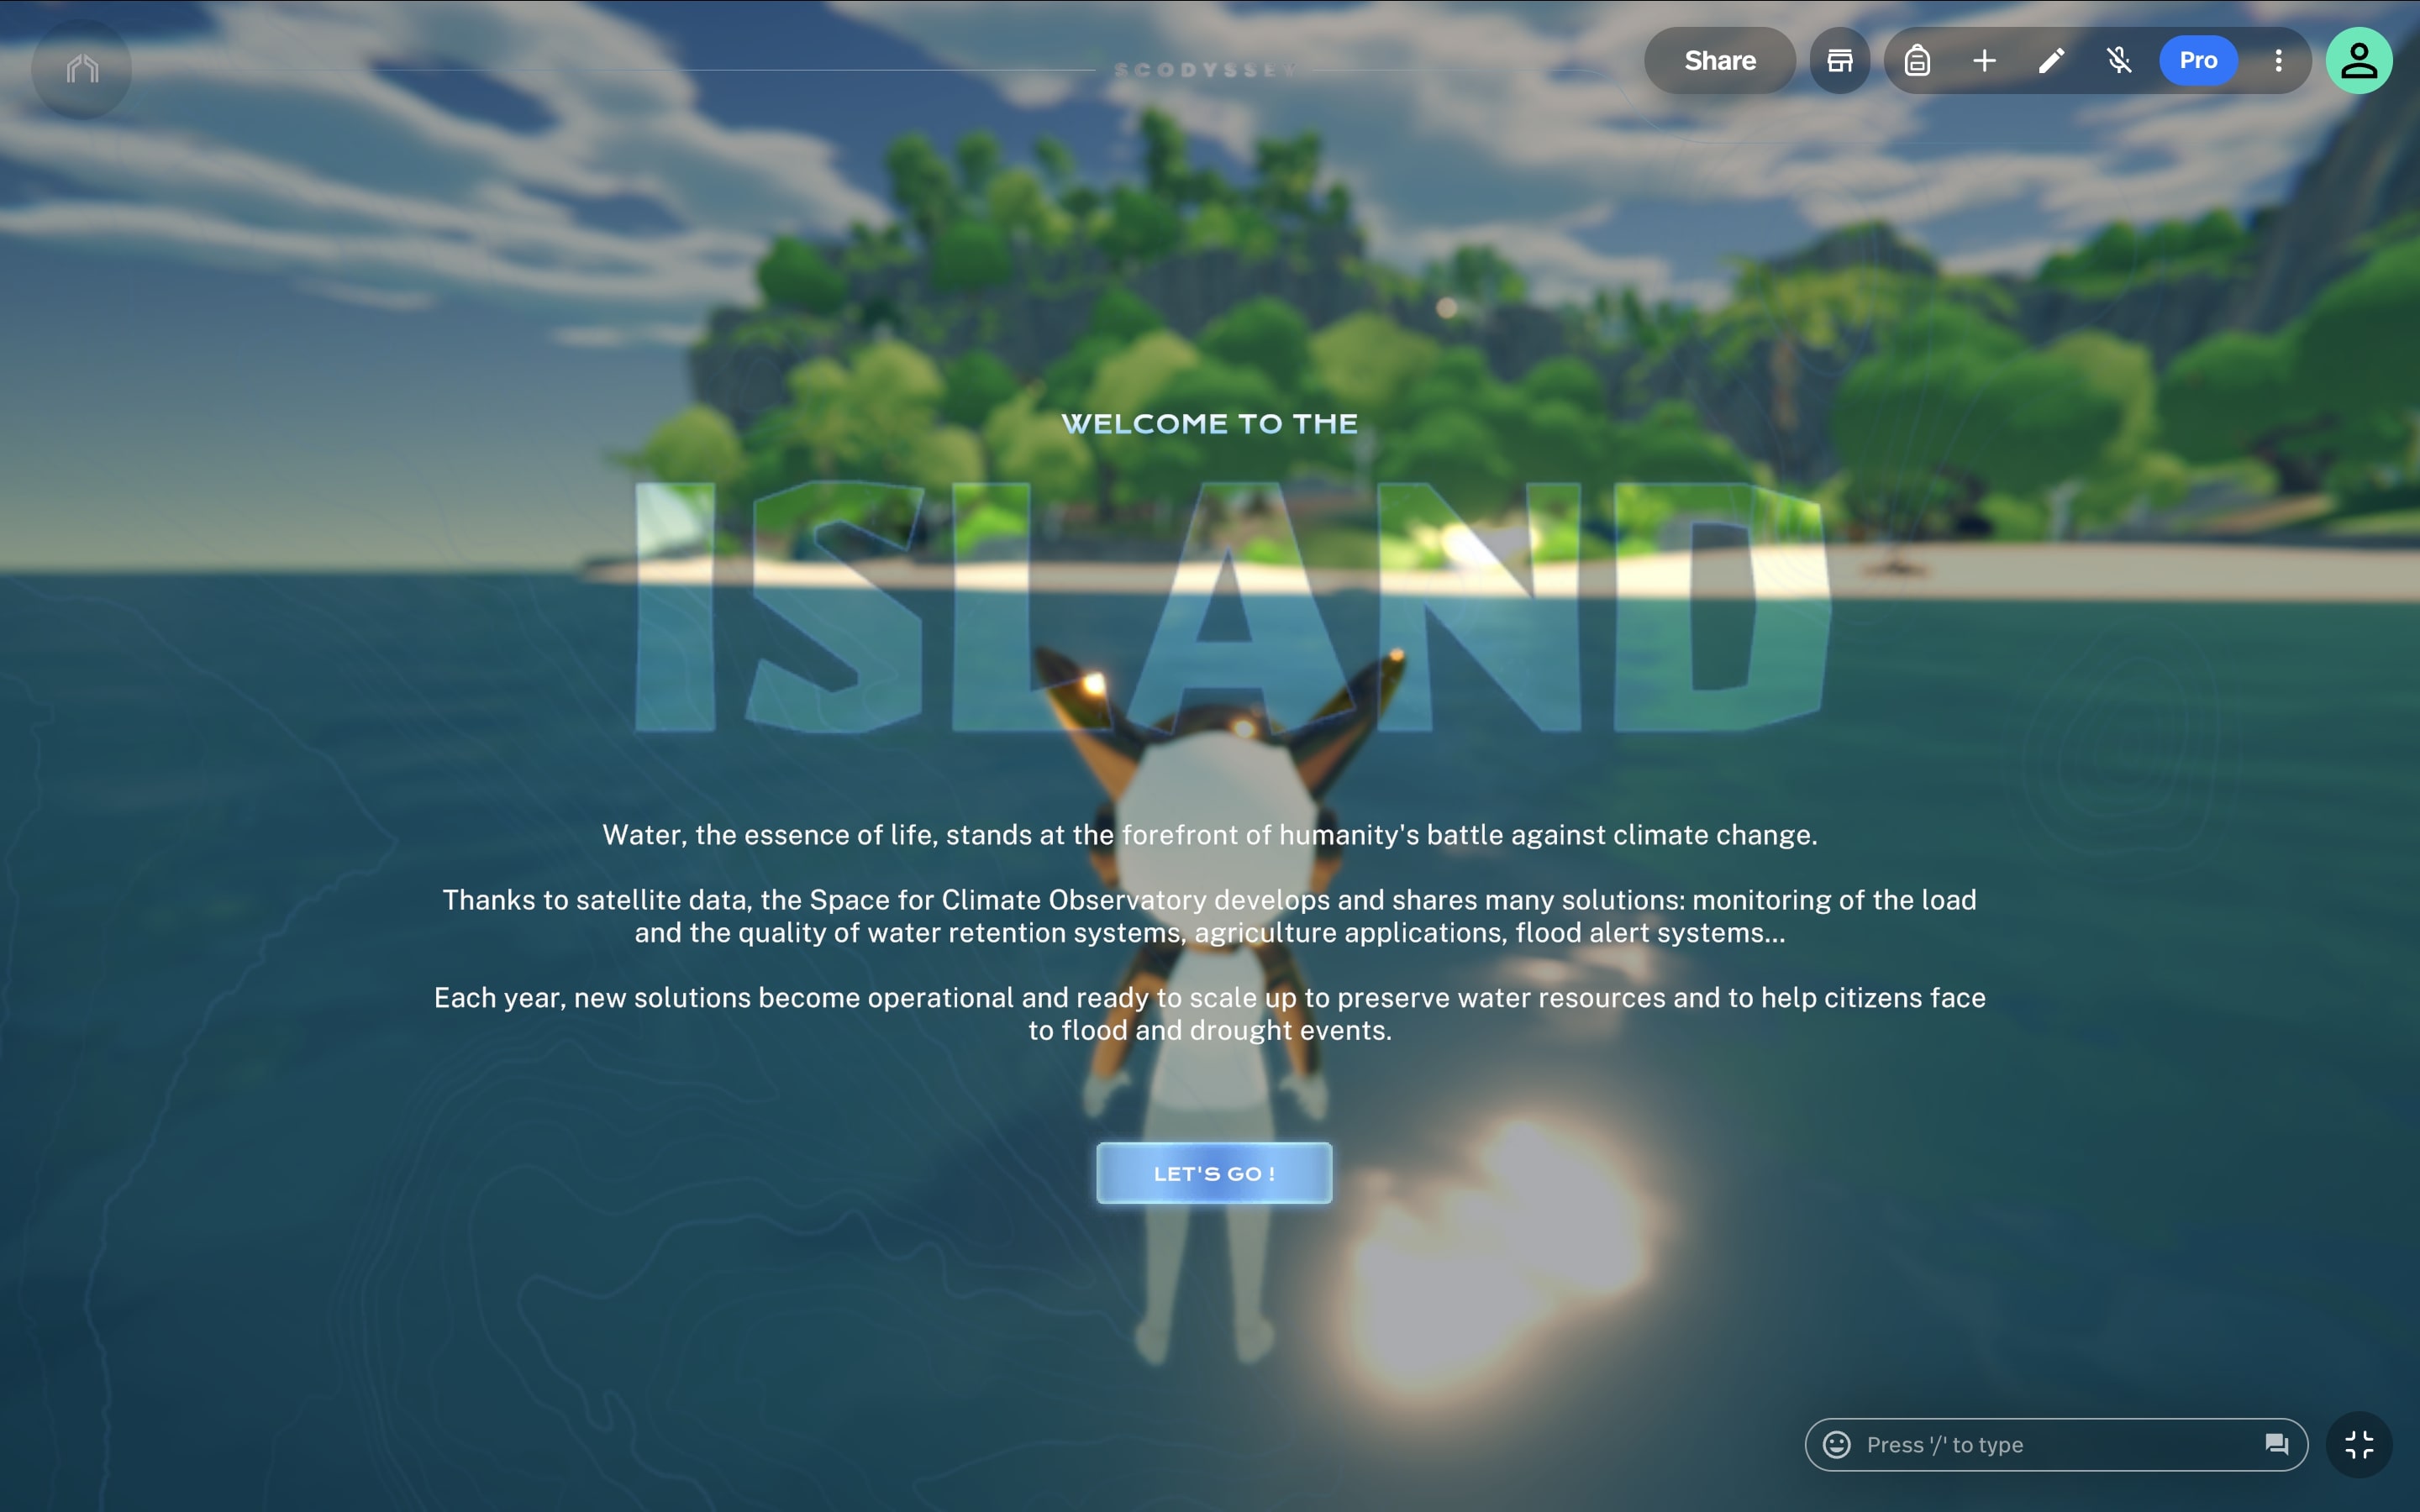 SCODYSSEY
Share
Pro
WELCOME TO THE
ISLAND
Water, the essence of life, stands at the forefront of humanity's battle against climate change.
Thanks to satellite data, the Space for Climate Observatory develops and shares many solutions: monitoring of the load
and the quality of water retention systems, agriculture applications, flood alert systems...
Each year, new solutions become operational and ready to scale up to preserve water resources and to help citizens face
to flood and drought events.
LET'S GO !
Press '/' to type